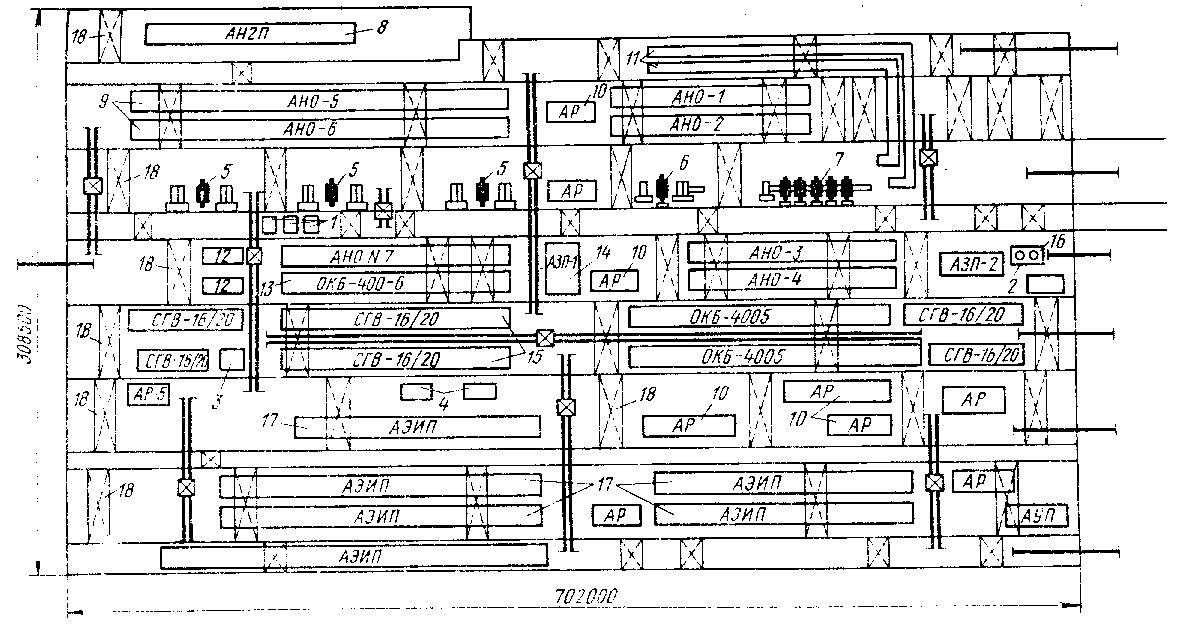 18 АН2П 8
11
9 АНО-5 10 АНО-1
АНО-6 АР АНО-2
18 5 5 5 АР 6 7
1
18 12 АНО N7 14 10 АНО-3 16
АЗП-1 АР АЗП-2
12 13 ОКБ-400-6 АНО-4 2
18 СГВ-16/20 СГВ-16/20 ОКБ-4005 СГВ-16/20
15
СГВ-16/20 СГВ-16/20 ОКБ-4005 СГВ-16/20
3
18 АР 5 4 18 10 АР АР
17 АЭИП АР 10 АР
18 АЭИП 17 АЭИП АР
АЭИП АР АЭИП АУП
АЭИП
308500
702000